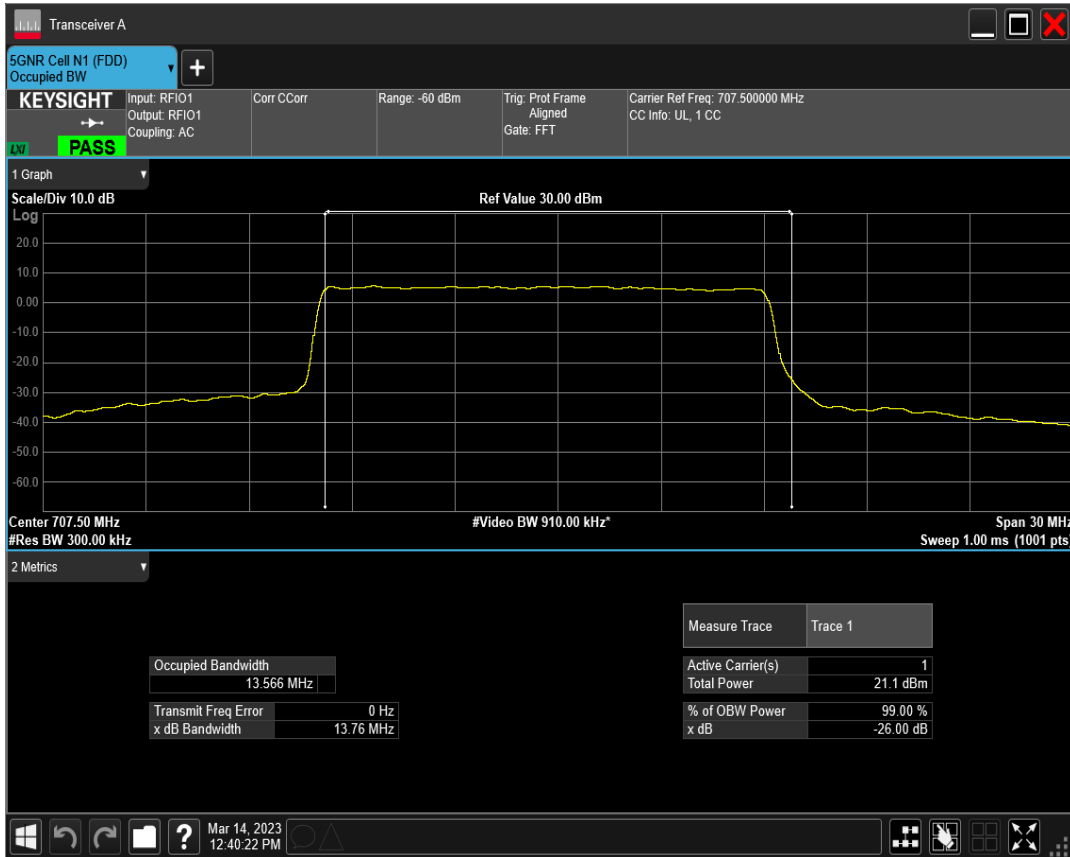 Transceiver A
5GNR Cell N1 (FDD)
Occupied BW
+
KEYSIGHT
LXI
PASS
Input: RFIO1
Output: RFIO1
Coupling: AC
Corr CCorr
Range: -60 dBm
Trig: Prot Frame
Aligned
Gate: FFT
Carrier Ref Freq: 707.500000 MHz
CC Info: UL, 1 CC
1 Graph
Scale/Div 10.0 dB
Ref Value 30.00 dBm
Log
20.0
10.0
0.00
-10.0
-20.0
-30.0
-40.0
-50.0
-60.0
Center 707.50 MHz
#Video BW 910.00 kHz*
Span 30 MHz
#Res BW 300.00 kHz
Sweep 1.00 ms (1001 pts)
2 Metrics
Measure Trace Trace 1
Occupied Bandwidth
13.566 MHz
Active Carrier(s) 1
Total Power 21.1 dBm
Transmit Freq Error 0 Hz
x dB Bandwidth 13.76 MHz
% of OBW Power 99.00 %
x dB -26.00 dB
?
Mar 14, 2023
12:40:22 PM